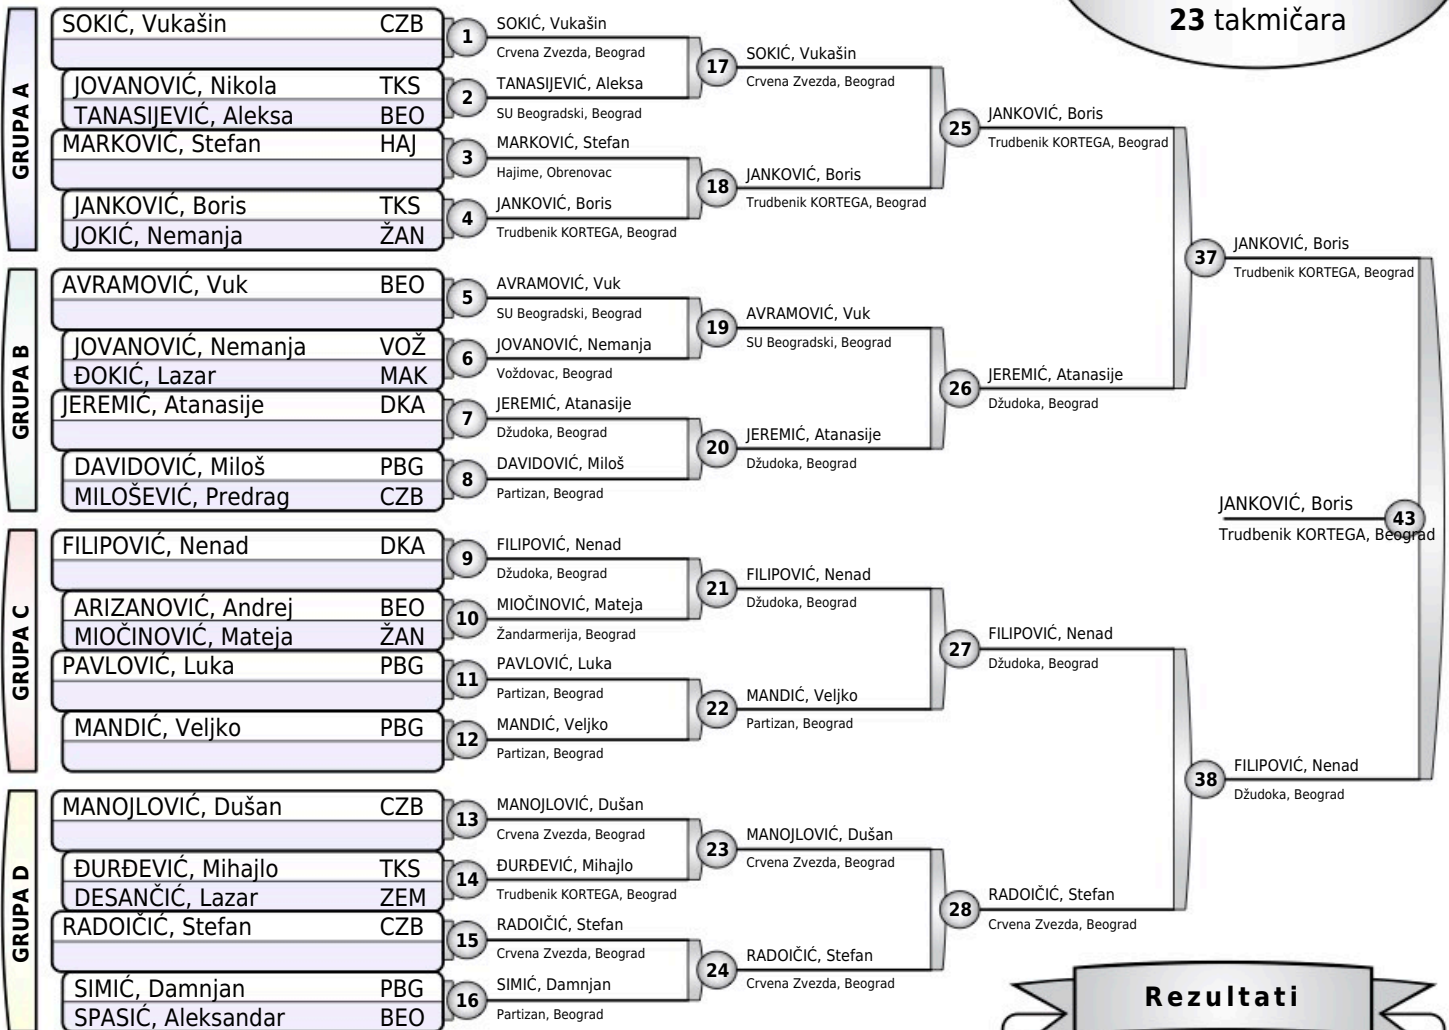 23 takmičara
GRUPA A
SOKIĆ, Vukašin CZB
JOVANOVIĆ, Nikola TKS
TANASIJEVIĆ, Aleksa BEO
MARKOVIĆ, Stefan HAJ
JANKOVIĆ, Boris TKS
JOKIĆ, Nemanja ŽAN
GRUPA B
AVRAMOVIĆ, Vuk BEO
JOVANOVIĆ, Nemanja VOŽ
ĐOKIĆ, Lazar MAK
JEREMIĆ, Atanasije DKA
DAVIDOVIĆ, Miloš PBG
MILOŠEVIĆ, Predrag CZB
GRUPA C
FILIPOVIĆ, Nenad DKA
ARIZANOVIĆ, Andrej BEO
MIOČINOVIĆ, Mateja ŽAN
PAVLOVIĆ, Luka PBG
MANDIĆ, Veljko PBG
GRUPA D
MANOJLOVIĆ, Dušan CZB
ĐURĐEVIĆ, Mihajlo TKS
DESANČIĆ, Lazar ZEM
RADOIČIĆ, Stefan CZB
SIMIĆ, Damnjan PBG
SPASIĆ, Aleksandar BEO
1
SOKIĆ, Vukašin
Crvena Zvezda, Beograd
2
TANASIJEVIĆ, Aleksa
SU Beogradski, Beograd
3
MARKOVIĆ, Stefan
Hajime, Obrenovac
4
JANKOVIĆ, Boris
Trudbenik KORTEGA, Beograd
5
AVRAMOVIĆ, Vuk
SU Beogradski, Beograd
6
JOVANOVIĆ, Nemanja
Voždovac, Beograd
7
JEREMIĆ, Atanasije
Džudoka, Beograd
8
DAVIDOVIĆ, Miloš
Partizan, Beograd
9
FILIPOVIĆ, Nenad
Džudoka, Beograd
10
MIOČINOVIĆ, Mateja
Žandarmerija, Beograd
11
PAVLOVIĆ, Luka
Partizan, Beograd
12
MANDIĆ, Veljko
Partizan, Beograd
13
MANOJLOVIĆ, Dušan
Crvena Zvezda, Beograd
14
ĐURĐEVIĆ, Mihajlo
Trudbenik KORTEGA, Beograd
15
RADOIČIĆ, Stefan
Crvena Zvezda, Beograd
16
SIMIĆ, Damnjan
Partizan, Beograd
17
SOKIĆ, Vukašin
Crvena Zvezda, Beograd
18
JANKOVIĆ, Boris
Trudbenik KORTEGA, Beograd
19
AVRAMOVIĆ, Vuk
SU Beogradski, Beograd
20
JEREMIĆ, Atanasije
Džudoka, Beograd
21
FILIPOVIĆ, Nenad
Džudoka, Beograd
22
MANDIĆ, Veljko
Partizan, Beograd
23
MANOJLOVIĆ, Dušan
Crvena Zvezda, Beograd
24
RADOIČIĆ, Stefan
Crvena Zvezda, Beograd
25
JANKOVIĆ, Boris
Trudbenik KORTEGA, Beograd
26
JEREMIĆ, Atanasije
Džudoka, Beograd
27
FILIPOVIĆ, Nenad
Džudoka, Beograd
28
RADOIČIĆ, Stefan
Crvena Zvezda, Beograd
37
JANKOVIĆ, Boris
Trudbenik KORTEGA, Beograd
38
FILIPOVIĆ, Nenad
Džudoka, Beograd
43
JANKOVIĆ, Boris
Trudbenik KORTEGA, Beograd
Rezultati